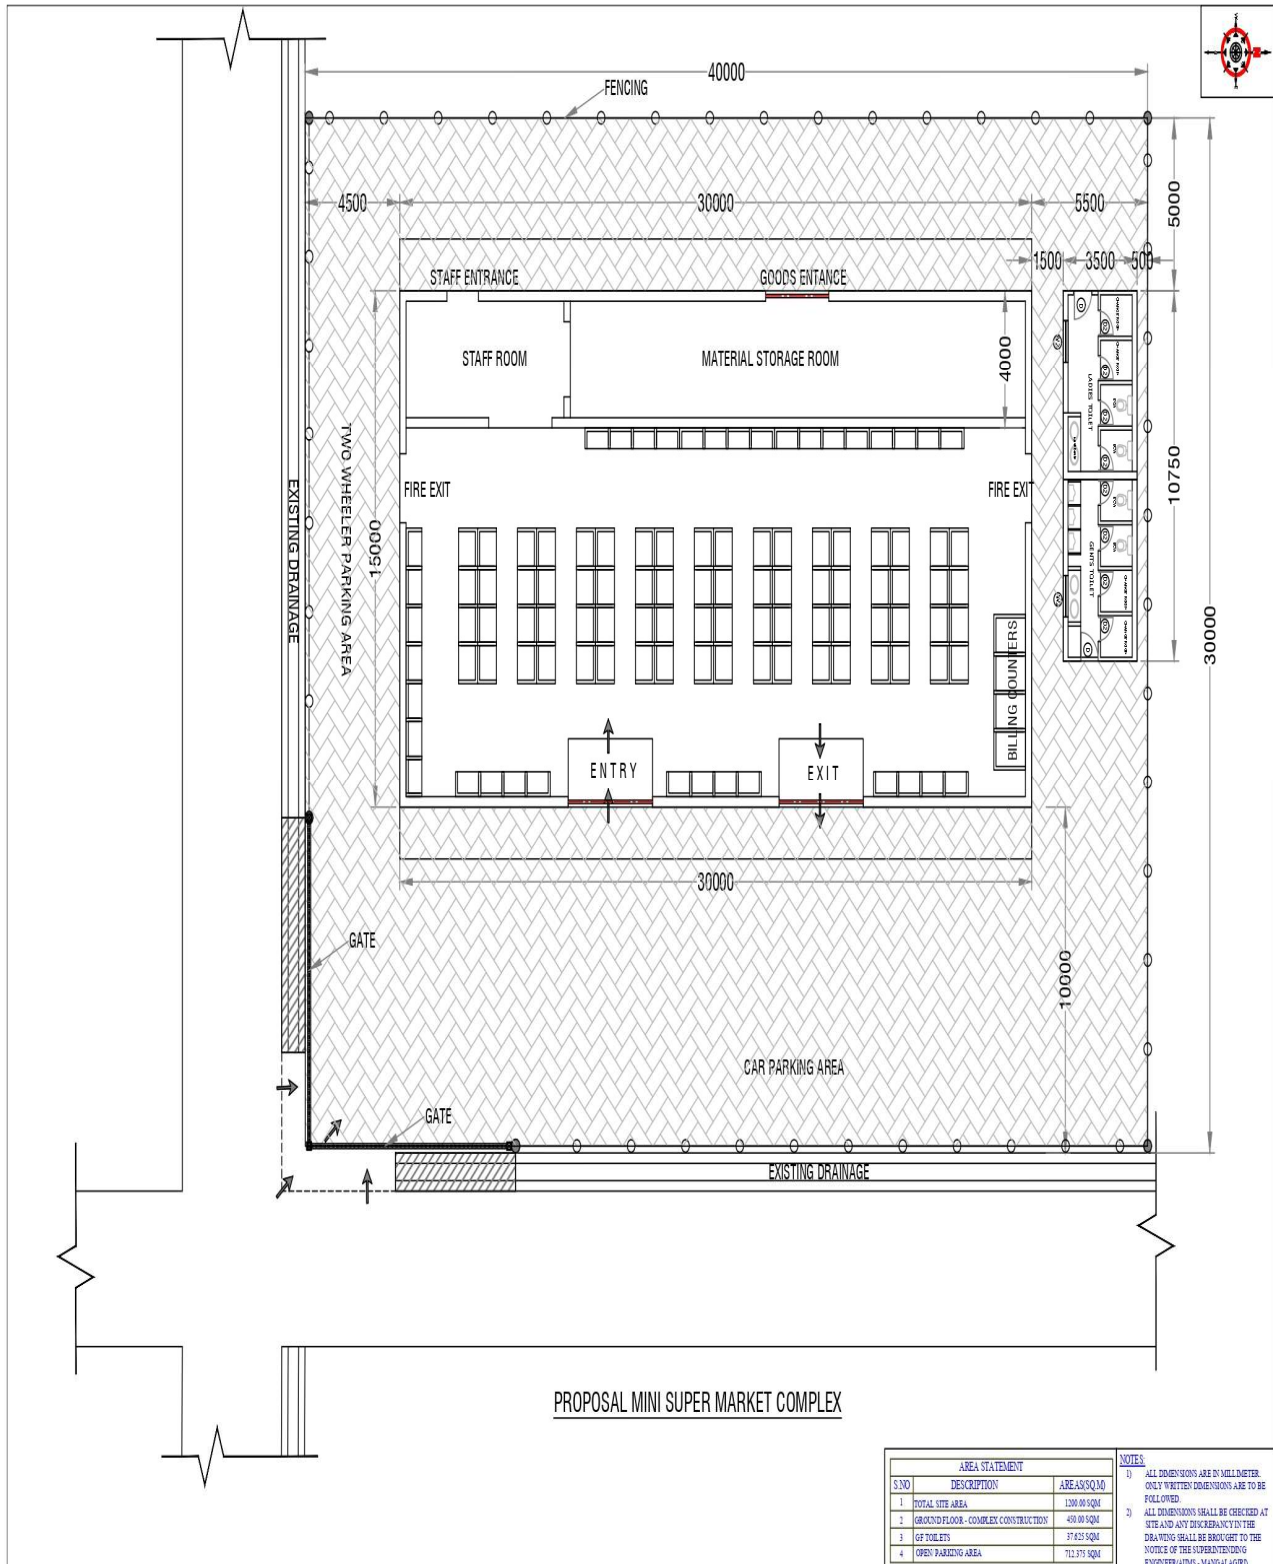 40000
FENCING
4500
30000
5500
5000
1500
3500
500
STAFF ENTRANCE
GOODS ENTANCE
STAFF ROOM
MATERIAL STORAGE ROOM
4000
LADIES TOILET
TWO WHEELER PARKING AREA
FIRE EXIT
FIRE EXIT
10750
EXISTING DRAINAGE
15000
GENTS TOILET
BILLING COUNTERS
30000
ENTRY
EXIT
30000
GATE
10000
CAR PARKING AREA
GATE
EXISTING DRAINAGE
PROPOSAL MINI SUPER MARKET COMPLEX
AREA STATEMENT
S.NO DESCRIPTION AREAS(SQ.M)
1 TOTAL SITE AREA 1200.00 SQM
2 GROUND FLOOR - COMPLEX CONSTRUCTION 450.00 SQM
3 GF TOILETS 37.625 SQM
4 OPEN PARKING AREA 712.375 SQM
NOTES:
1) ALL DIMENSIONS ARE IN MILLIMETER.
ONLY WRITTEN DIMENSIONS ARE TO BE
FOLLOWED.
2) ALL DIMENSIONS SHALL BE CHECKED AT
SITE AND ANY DISCREPANCY IN THE
DRAWING SHALL BE BROUGHT TO THE
NOTICE OF THE SUPERINTENDING